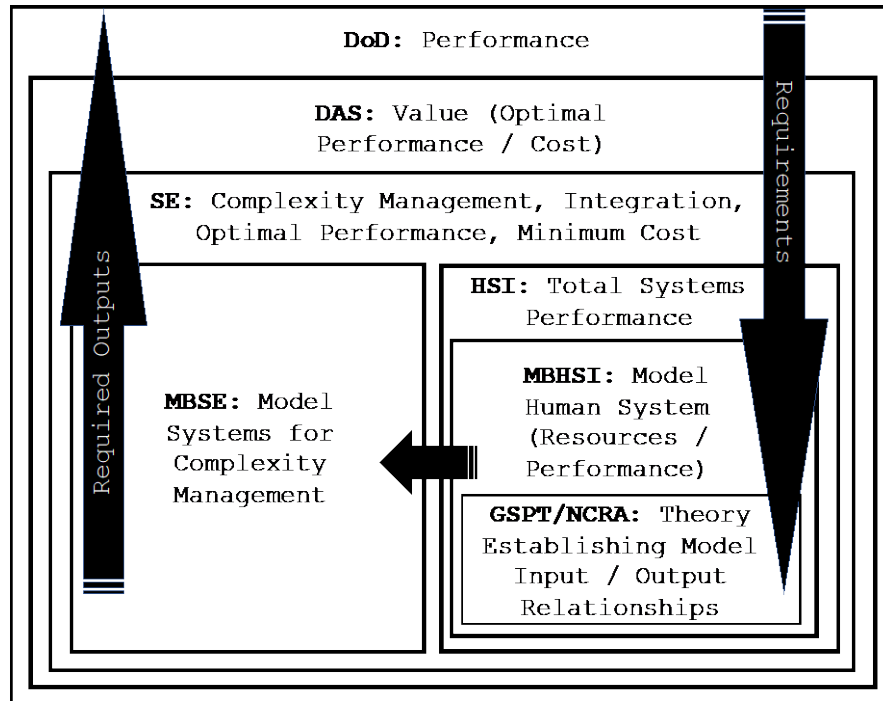 DoD: Performance
DAS: Value (Optimal
Performance / Cost)
SE: Complexity Management, Integration,
Optimal Performance, Minimum Cost
Required Outputs
MBSE: Model
Systems for
Complexity
Management
HSI: Total Systems
Performance
MBHSI: Model
Human System
(Resources /
Performance)
GSPT/NCRA: Theory
Establishing Model
Input / Output
Relationships
Requirements